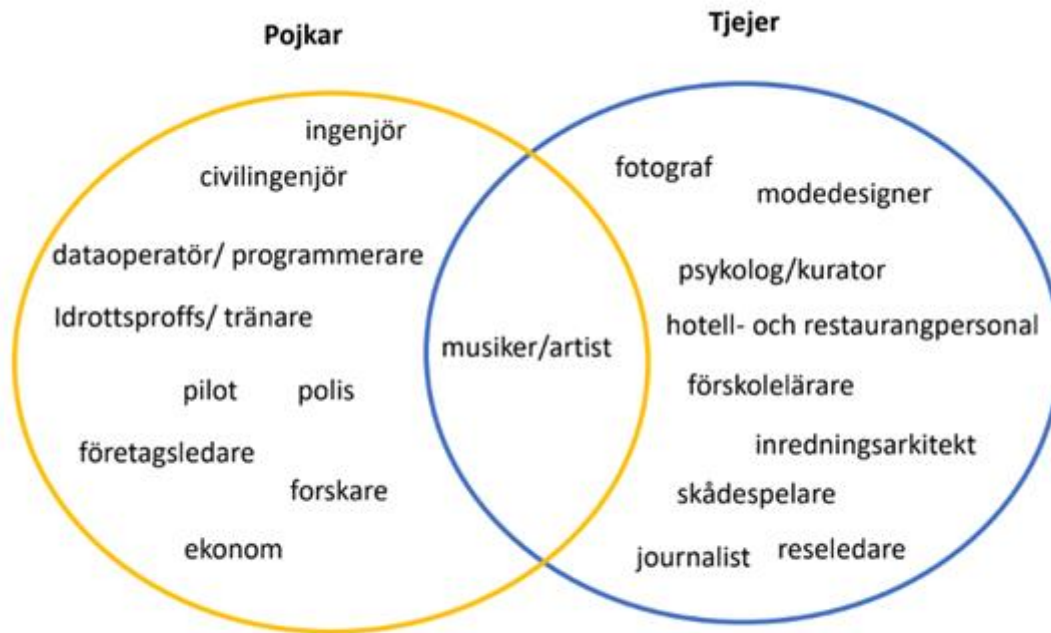 Pojkar
Tjejer
ingenjör
civilingenjör
dataoperatör/ programmerare
Idrottsproffs/ tränare
pilot
polis
företagsledare
forskare
ekonom
musiker/artist
fotograf
modedesigner
psykolog/kurator
hotell- och restaurangpersonal
förskolelärare
inredningsarkitekt
skådespelare
journalist
reseledare